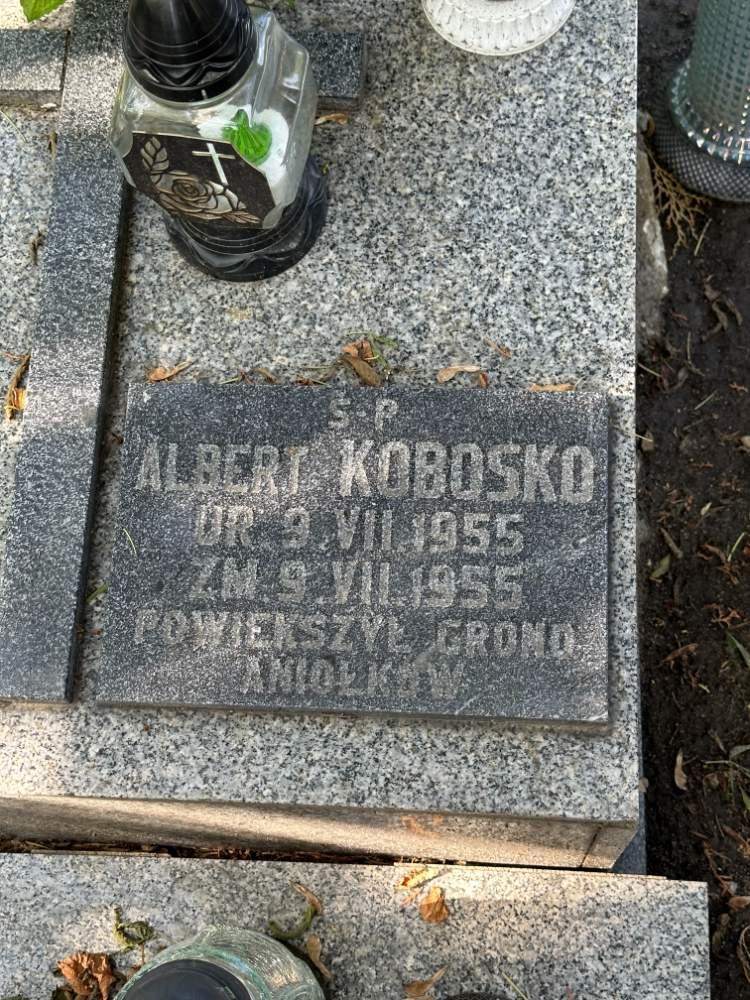 Ś-P
ALBERT KOBOSKO
UR. 9.VII.1955
ZM. 9.VII.1955
POWIĘKSZYŁ GRONO
ANIOŁKÓW